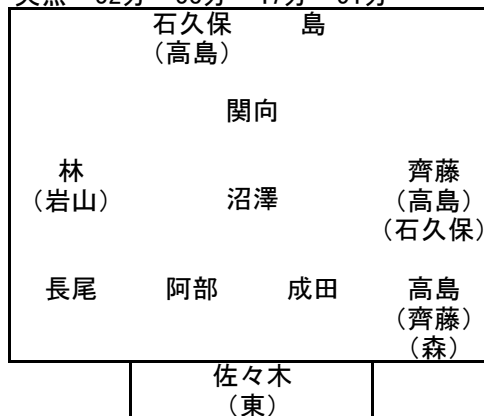 石久保 島
(高島)
関向
林 齊藤
(岩山) 沼澤 (高島)
(石久保)
長尾 阿部 成田 高島
(齊藤)
(森)
佐々木
(東)